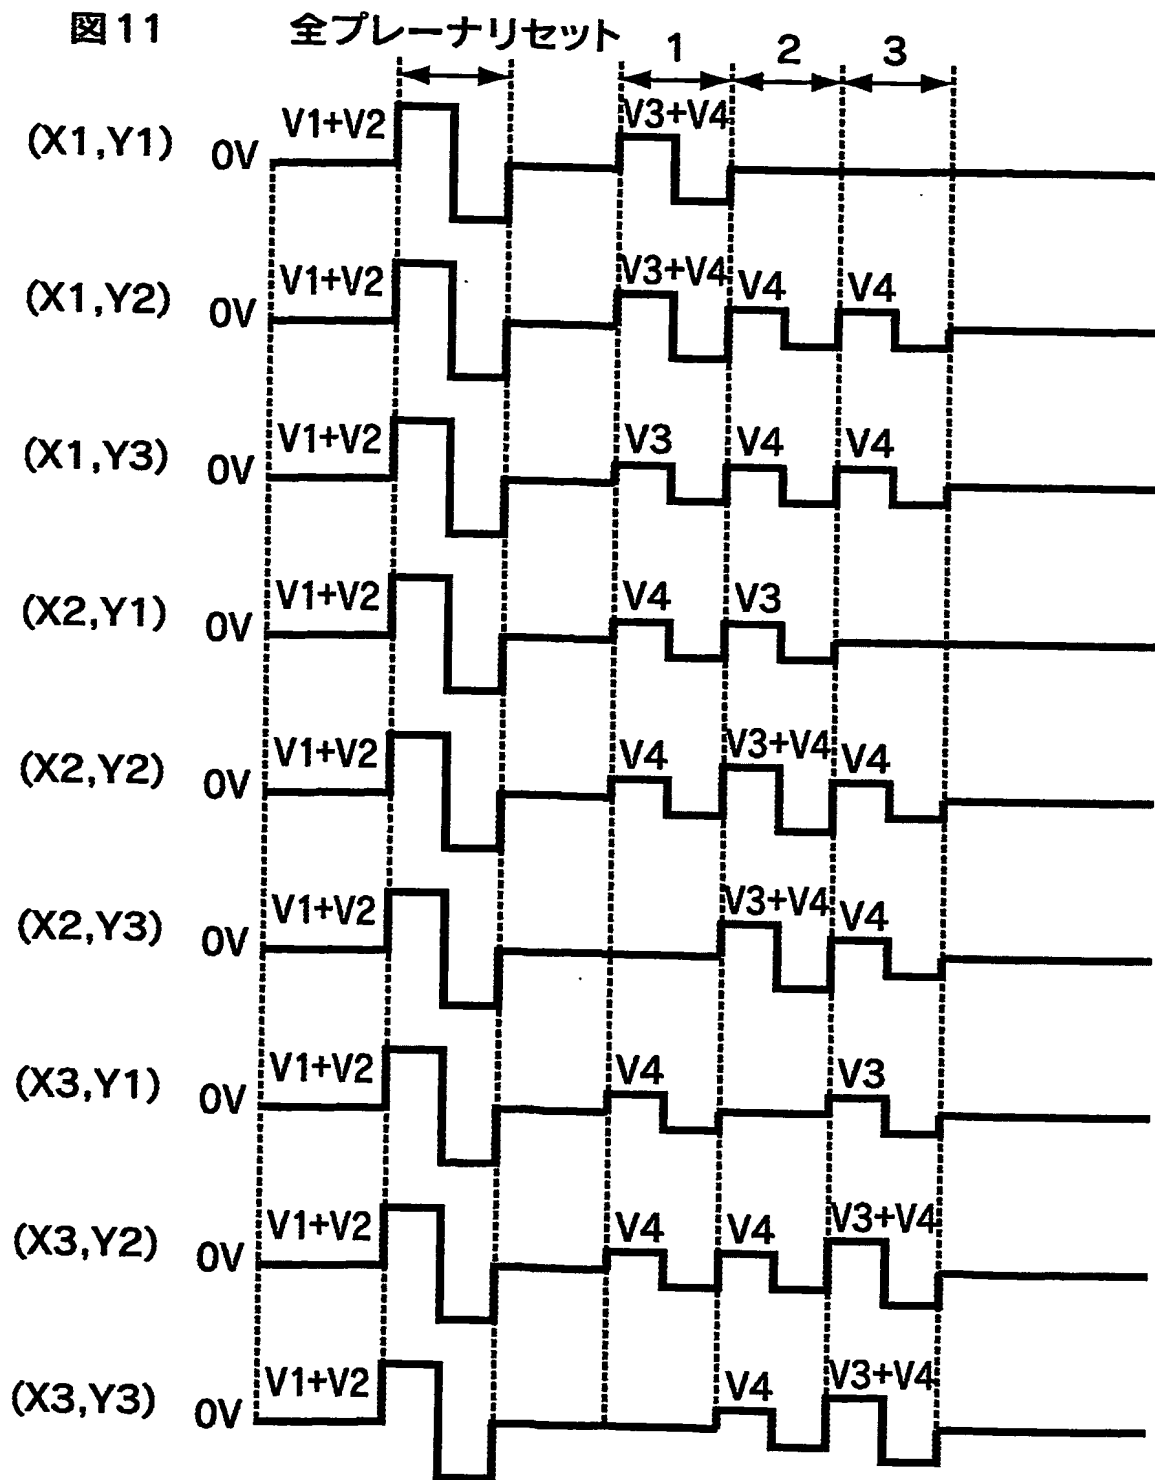 図11 全プレーナリセット 1 2 3
(X1,Y1) 0V V1+V2 V3+V4
(X1,Y2) 0V V1+V2 V3+V4 V4 V4
(X1,Y3) 0V V1+V2 V3 V4 V4
(X2,Y1) 0V V1+V2 V4 V3
(X2,Y2) 0V V1+V2 V4 V3+V4 V4
(X2,Y3) 0V V1+V2 V3+V4 V4
(X3,Y1) 0V V1+V2 V4 V3
(X3,Y2) 0V V1+V2 V4 V4 V3+V4
(X3,Y3) 0V V1+V2 V4 V3+V4